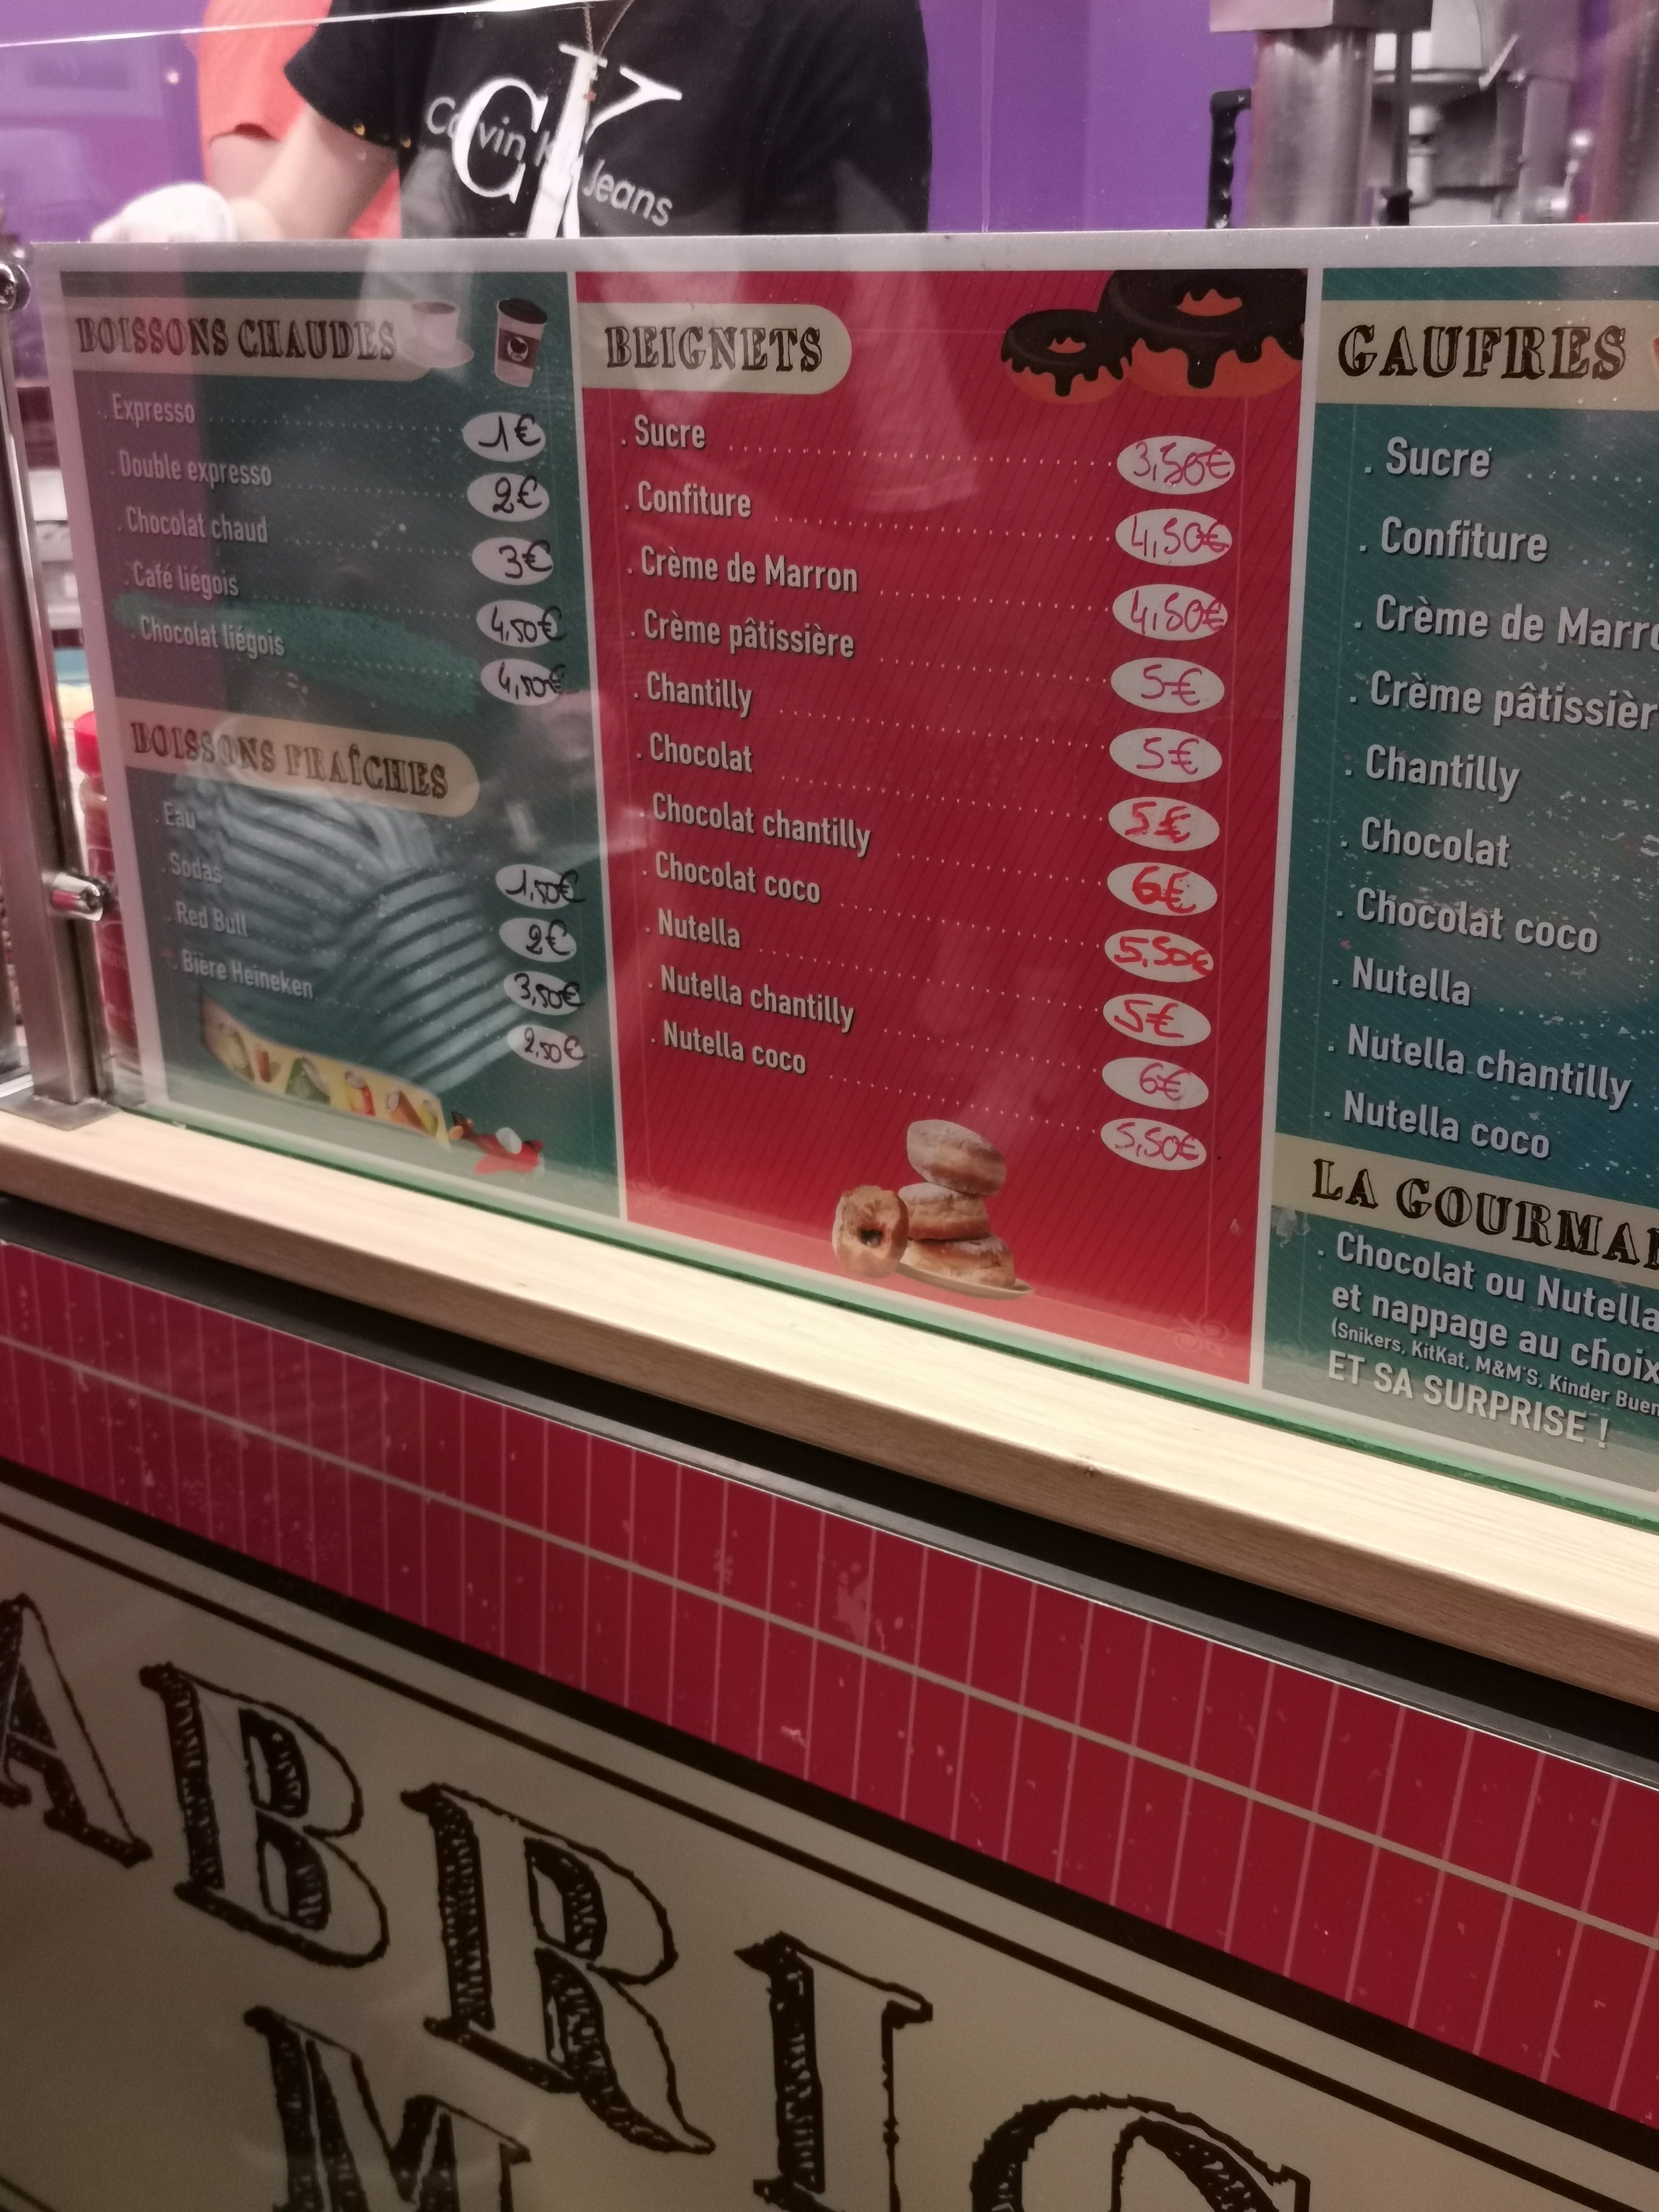 Calvin Klein Jeans
CK
BOISSONS CHAUDES
. Expresso 1€
. Double expresso 2€
. Chocolat chaud 3€
. Café liégois 4,50€
. Chocolat liégois 4,50€
BOISSONS FRAÎCHES
. Eau 1,50€
. Sodas 2€
. Red Bull 3,50€
. Bière Heineken 2,50€
BEIGNETS
. Sucre 3,50€
. Confiture 4,50€
. Crème de Marron 4,50€
. Crème pâtissière 5€
. Chantilly 5€
. Chocolat 5€
. Chocolat chantilly 6€
. Chocolat coco 5,50€
. Nutella 5€
. Nutella chantilly 6€
. Nutella coco 5,50€
GAUFRES
. Sucre
. Confiture
. Crème de Marro
. Crème pâtissièr
. Chantilly
. Chocolat
. Chocolat coco
. Nutella
. Nutella chantilly
. Nutella coco
LA GOURMA
. Chocolat ou Nutella
et nappage au choix
(Snikers, KitKat, M&M'S, Kinder Buen
ET SA SURPRISE !
ABRIC
M